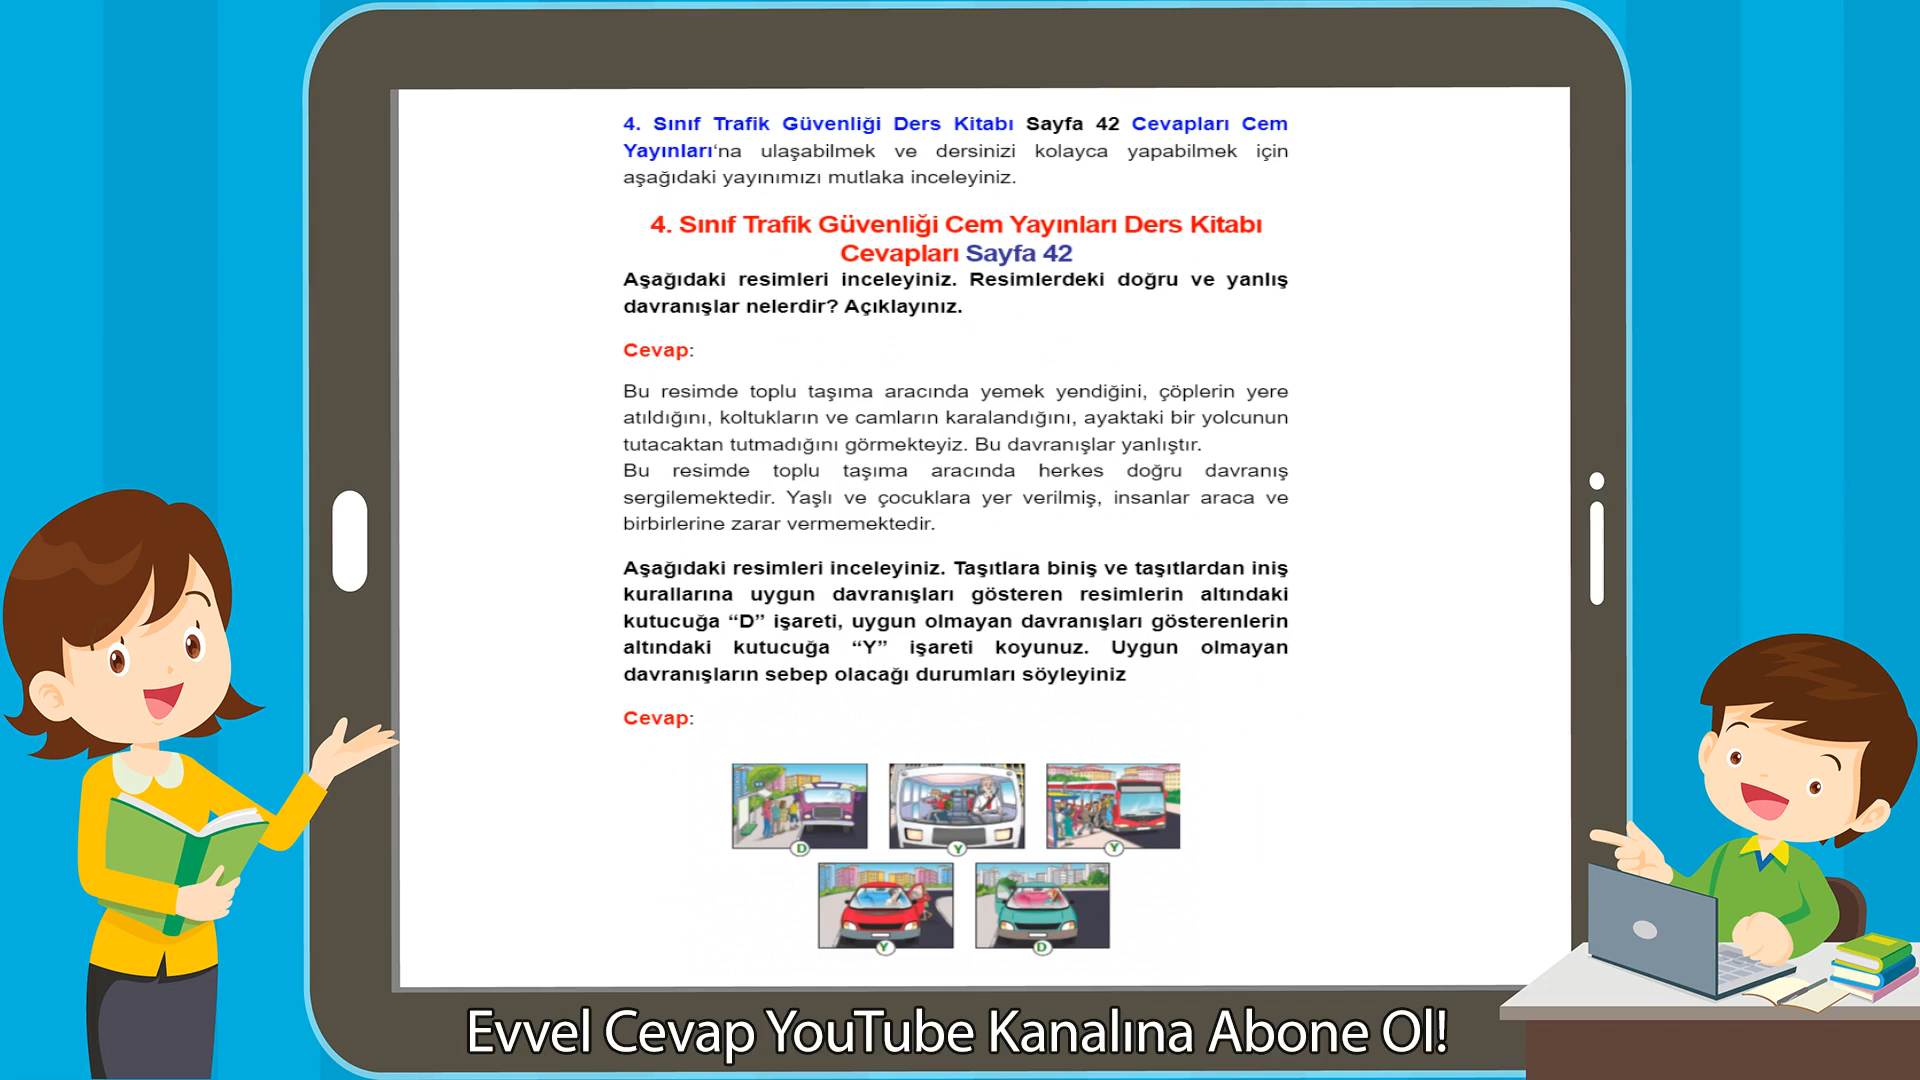 4. Sınıf Trafik Güvenliği Ders Kitabı Sayfa 42 Cevapları Cem
Yayınları‘na ulaşabilmek ve dersinizi kolayca yapabilmek için
aşağıdaki yayınımızı mutlaka inceleyiniz.
4. Sınıf Trafik Güvenliği Cem Yayınları Ders Kitabı
Cevapları Sayfa 42
Aşağıdaki resimleri inceleyiniz. Resimlerdeki doğru ve yanlış
davranışlar nelerdir? Açıklayınız.
Cevap:
Bu resimde toplu taşıma aracında yemek yendiğini, çöplerin yere
atıldığını, koltukların ve camların karalandığını, ayaktaki bir yolcunun
tutacaktan tutmadığını görmekteyiz. Bu davranışlar yanlıştır.
Bu resimde toplu taşıma aracında herkes doğru davranış
sergilemektedir. Yaşlı ve çocuklara yer verilmiş, insanlar araca ve
birbirlerine zarar vermemektedir.
Aşağıdaki resimleri inceleyiniz. Taşıtlara biniş ve taşıtlardan iniş
kurallarına uygun davranışları gösteren resimlerin altındaki
kutucuğa “D” işareti, uygun olmayan davranışları gösterenlerin
altındaki kutucuğa “Y” işareti koyunuz. Uygun olmayan
davranışların sebep olacağı durumları söyleyiniz
Cevap:
D Y Y
Y D
Evvel Cevap YouTube Kanalına Abone Ol!